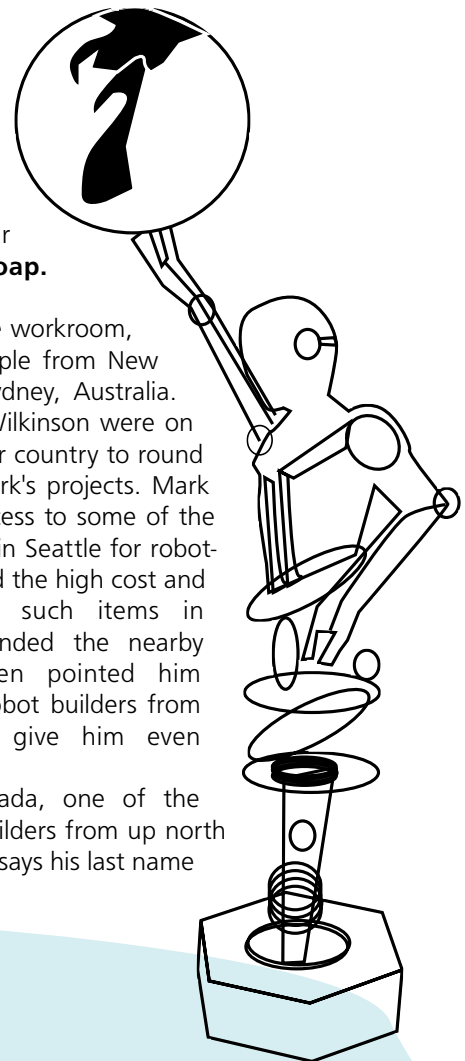 r
oap.
workroom,
ple from New
ydney, Australia.
Wilkinson were on
r country to round
rk's projects. Mark
cess to some of the
in Seattle for robot-
d the high cost and
such items in
nded the nearby
en pointed him
obot builders from
give him even
ada, one of the
ilders from up north
says his last name